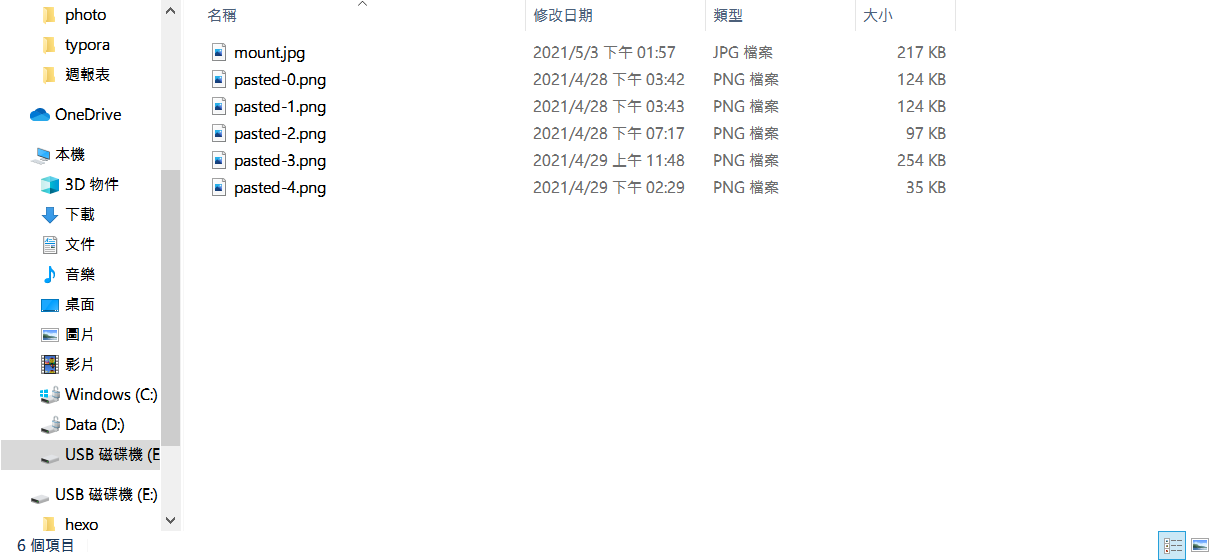 photo
typora
週報表
OneDrive
本機
3D 物件
下載
文件
音樂
桌面
圖片
影片
Windows (C:)
Data (D:)
USB 磁碟機 (E
USB 磁碟機 (E:)
hexo
名稱 修改日期 類型 大小
mount.jpg 2021/5/3 下午 01:57 JPG 檔案 217 KB
pasted-0.png 2021/4/28 下午 03:42 PNG 檔案 124 KB
pasted-1.png 2021/4/28 下午 03:43 PNG 檔案 124 KB
pasted-2.png 2021/4/28 下午 07:17 PNG 檔案 97 KB
pasted-3.png 2021/4/29 上午 11:48 PNG 檔案 254 KB
pasted-4.png 2021/4/29 下午 02:29 PNG 檔案 35 KB
6 個項目